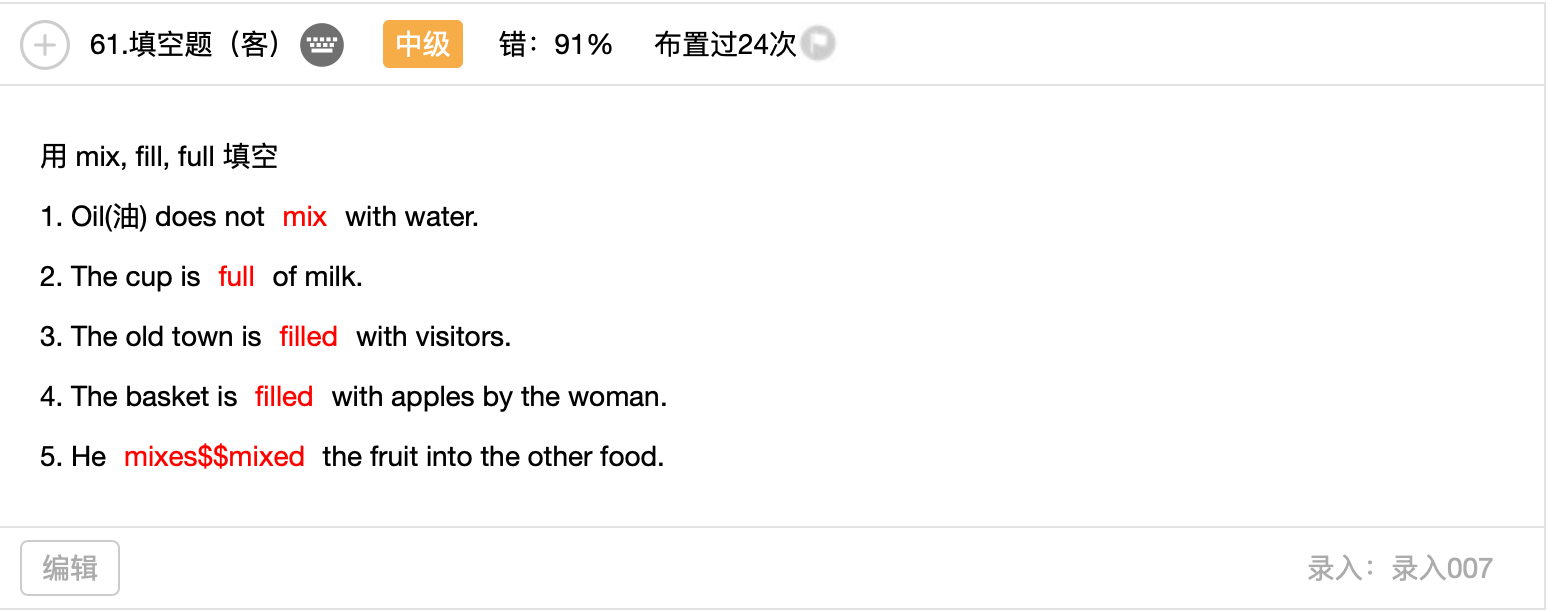 61.填空题（客） 中级 错：91% 布置过24次
用 mix, fill, full 填空
1. Oil(油) does not mix with water.
2. The cup is full of milk.
3. The old town is filled with visitors.
4. The basket is filled with apples by the woman.
5. He mixes$$mixed the fruit into the other food.
编辑 录入：录入007